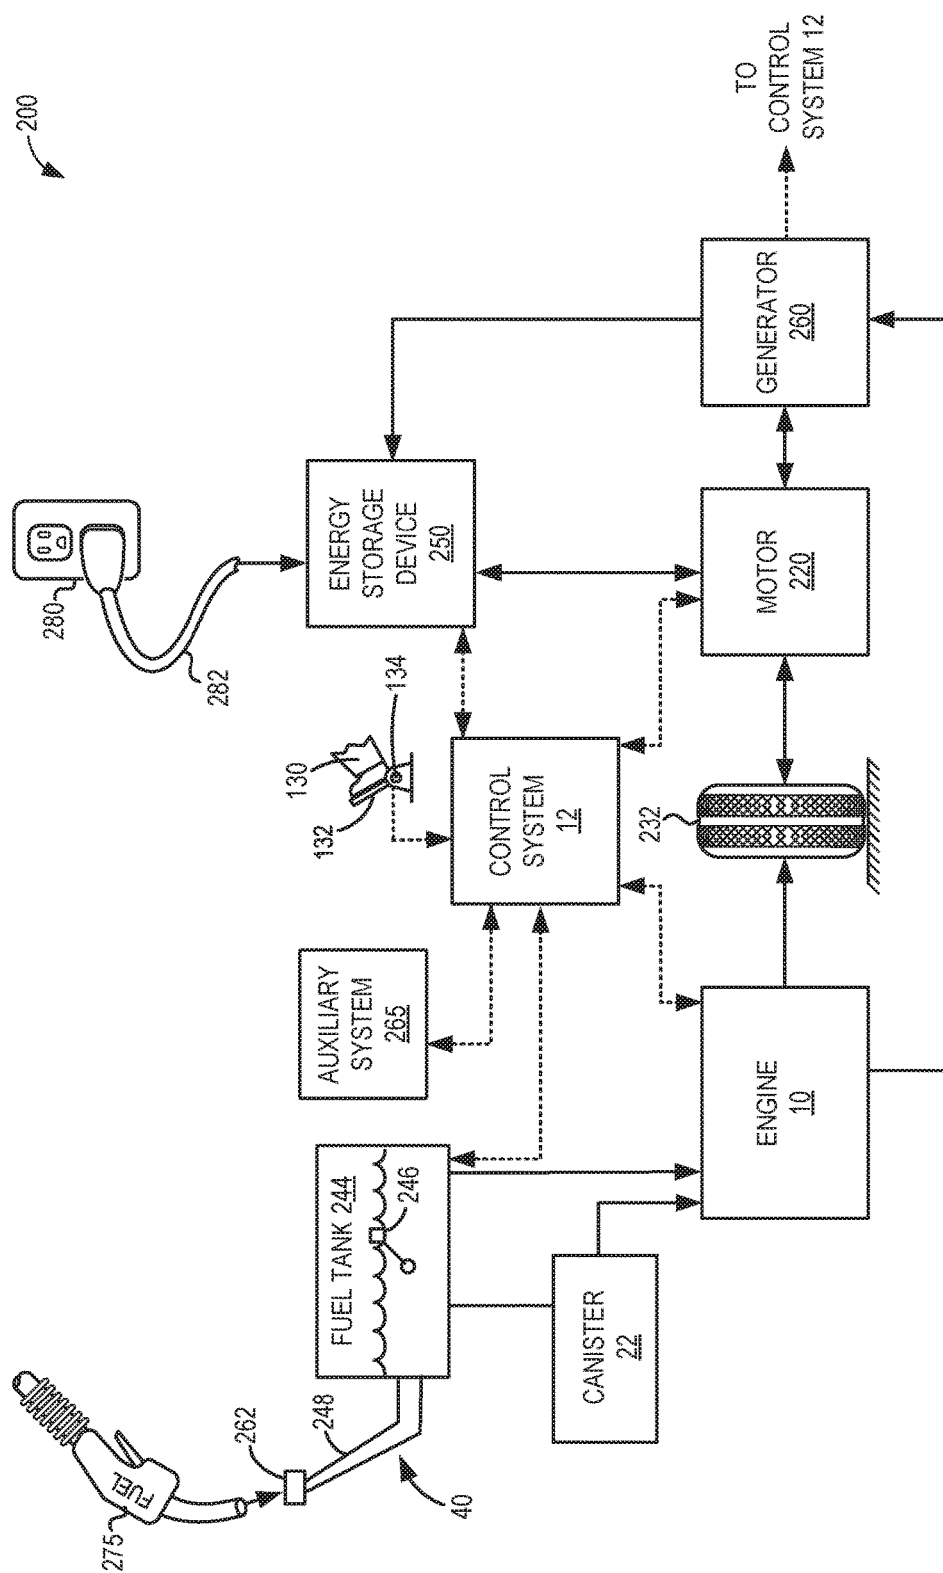 200
280
282
ENERGY
STORAGE
DEVICE
250
TO
CONTROL
SYSTEM 12
GENERATOR
260
MOTOR
220
130
132
134
CONTROL
SYSTEM
12
232
AUXILIARY
SYSTEM
265
ENGINE
10
FUEL TANK 244
246
CANISTER
22
FUEL
275
262
248
40